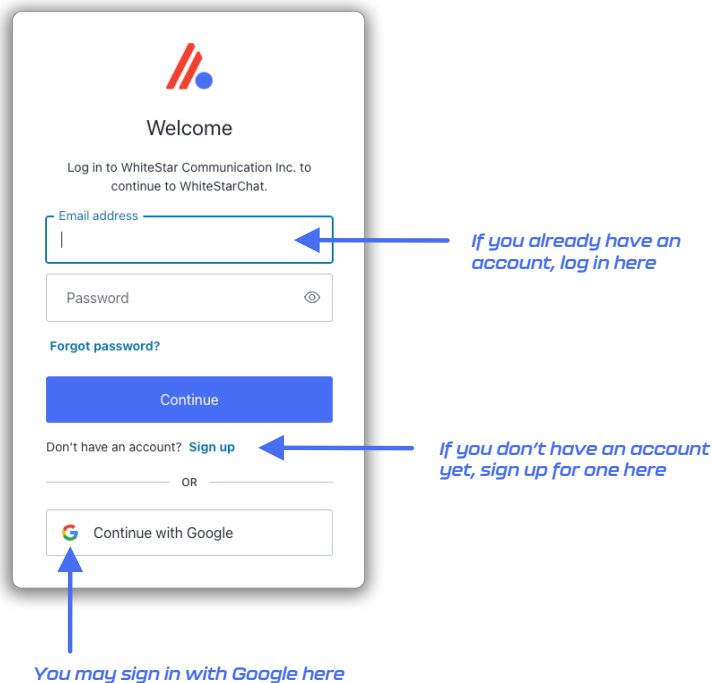 Welcome
Log in to WhiteStar Communication Inc. to
continue to WhiteStarChat.
Email address
If you already have an
account, log in here
Password
Forgot password?
Continue
Don't have an account? Sign up
If you don’t have an account
yet, sign up for one here
OR
Continue with Google
You may sign in with Google here